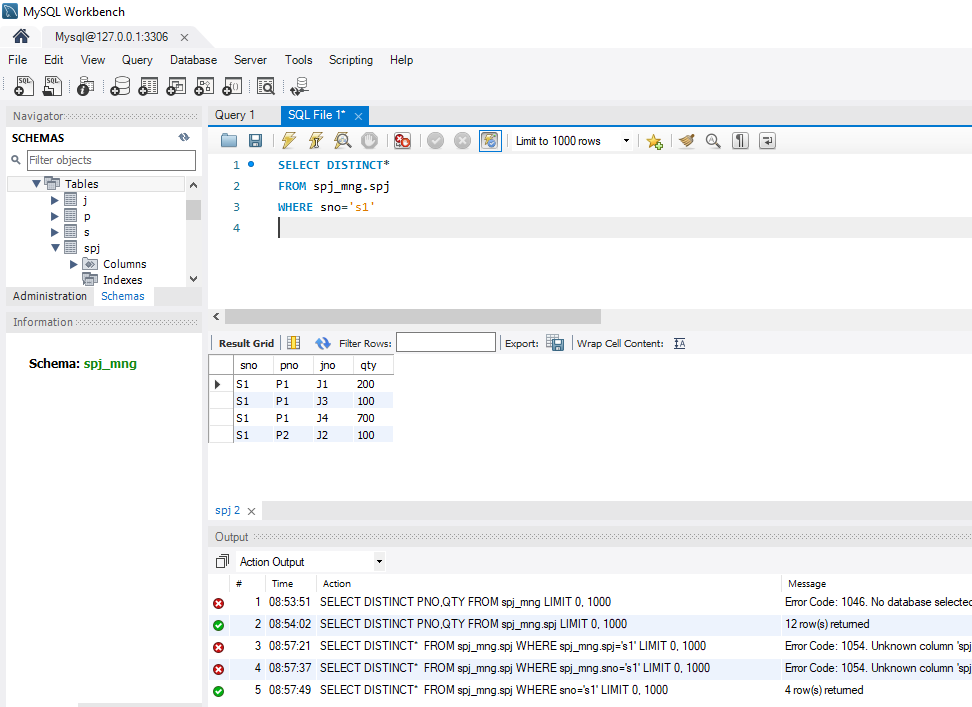 MySQL Workbench
Mysql@127.0.0.1:3306
File Edit View Query Database Server Tools Scripting Help
Navigator
SCHEMAS
Filter objects
Tables
j
p
s
spj
Columns
Indexes
Administration Schemas
Information
Schema: spj_mng
Query 1 SQL File 1*
Limit to 1000 rows
1 SELECT DISTINCT*
2 FROM spj_mng.spj
3 WHERE sno='s1'
4
Result Grid Filter Rows: Export: Wrap Cell Content:
sno pno jno qty
S1 P1 J1 200
S1 P1 J3 100
S1 P1 J4 700
S1 P2 J2 100
spj 2
Output
Action Output
# Time Action Message
1 08:53:51 SELECT DISTINCT PNO,QTY FROM spj_mng LIMIT 0, 1000 Error Code: 1046. No database selected
2 08:54:02 SELECT DISTINCT PNO,QTY FROM spj_mng.spj LIMIT 0, 1000 12 row(s) returned
3 08:57:21 SELECT DISTINCT* FROM spj_mng.spj WHERE spj_mng.spj='s1' LIMIT 0, 1000 Error Code: 1054. Unknown column 'spj
4 08:57:37 SELECT DISTINCT* FROM spj_mng.spj WHERE spj_mng.sno='s1' LIMIT 0, 1000 Error Code: 1054. Unknown column 'spj
5 08:57:49 SELECT DISTINCT* FROM spj_mng.spj WHERE sno='s1' LIMIT 0, 1000 4 row(s) returned